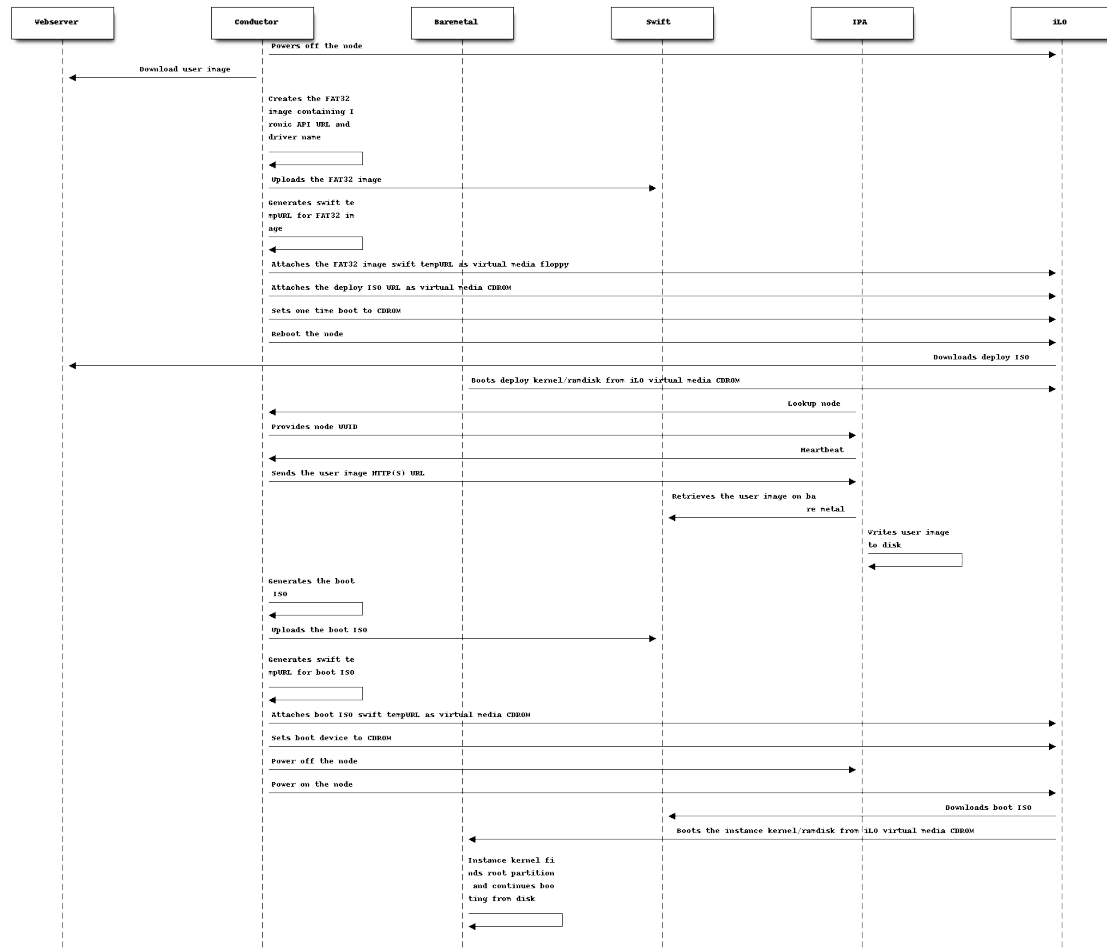 Webserver
Conductor
Baremetal
Swift
IPA
iLO
Powers off the node
Download user image
Creates the FAT32
image containing I
ronic API URL and
driver name
Uploads the FAT32 image
Generates swift te
mpURL for FAT32 im
age
Attaches the FAT32 image swift tempURL as virtual media floppy
Attaches the deploy ISO URL as virtual media CDROM
Sets one time boot to CDROM
Reboot the node
Downloads deploy ISO
Boots deploy kernel/ramdisk from iLO virtual media CDROM
Lookup node
Provides node UUID
Heartbeat
Sends the user image HTTP(S) URL
Retrieves the user image on ba
re metal
Writes user image
to disk
Generates the boot
ISO
Uploads the boot ISO
Generates swift te
mpURL for boot ISO
Attaches boot ISO swift tempURL as virtual media CDROM
Sets boot device to CDROM
Power off the node
Power on the node
Downloads boot ISO
Boots the instance kernel/ramdisk from iLO virtual media CDROM
Instance kernel fi
nds root partition
and continues boo
ting from disk